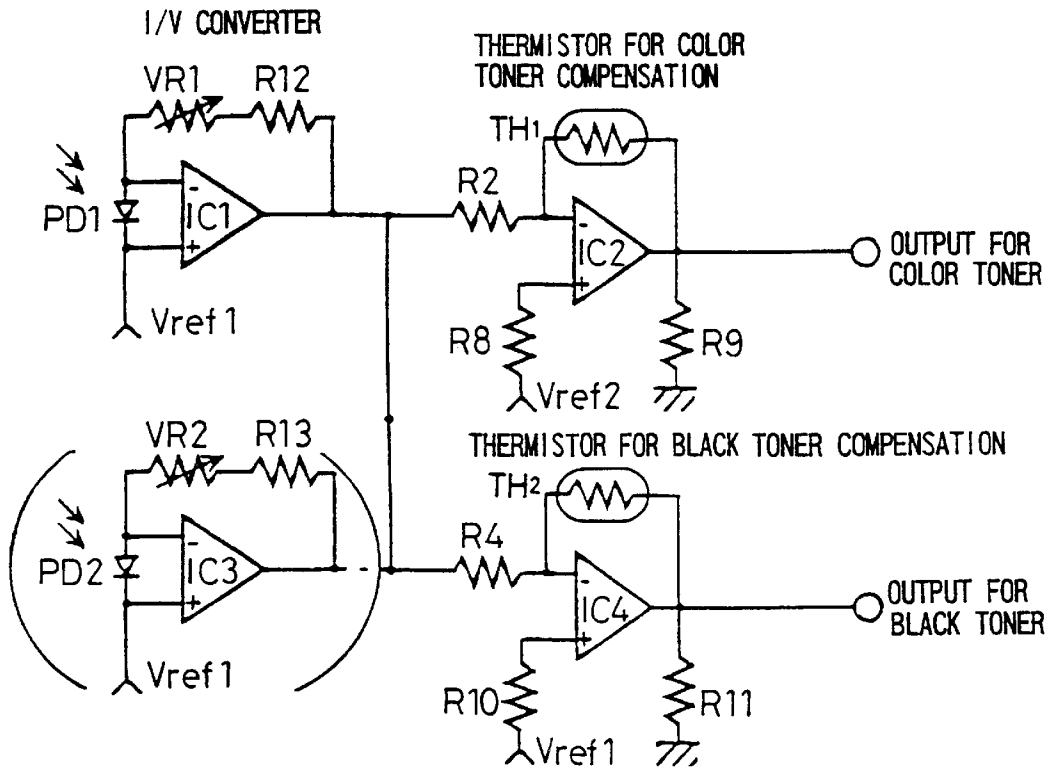 I/V CONVERTER
THERMISTOR FOR COLOR
TONER COMPENSATION
VR1
R12
TH1
R2
PD1
-
IC1
+
-
IC2
+
OUTPUT FOR
COLOR TONER
Vref1
R8
R9
Vref2
VR2
R13
THERMISTOR FOR BLACK TONER COMPENSATION
TH2
R4
PD2
-
IC3
+
-
IC4
+
OUTPUT FOR
BLACK TONER
Vref1
R10
R11
Vref1